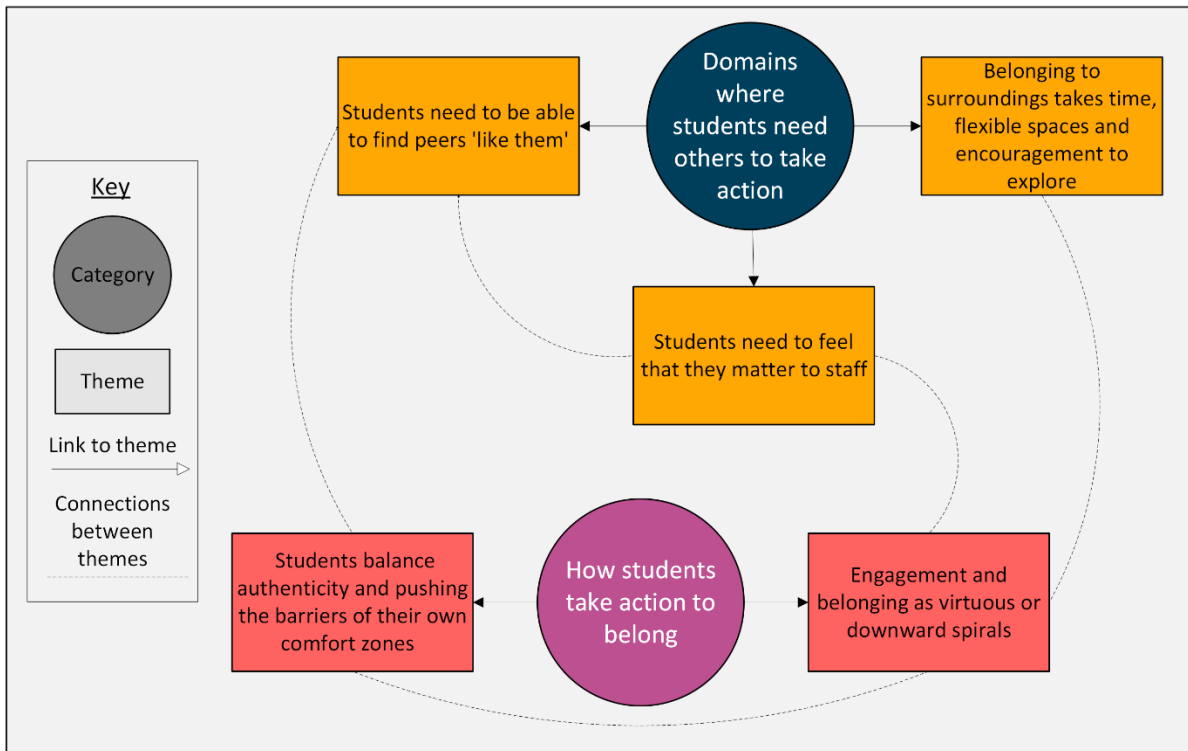 Key
Category
Theme
Link to theme
Connections
between
themes
Students need to be able
to find peers 'like them'
Domains
where
students need
others to take
action
Belonging to
surroundings takes time,
flexible spaces and
encouragement to
explore
Students need to feel
that they matter to staff
Students balance
authenticity and pushing
the barriers of their own
comfort zones
How students
take action to
belong
Engagement and
belonging as virtuous or
downward spirals